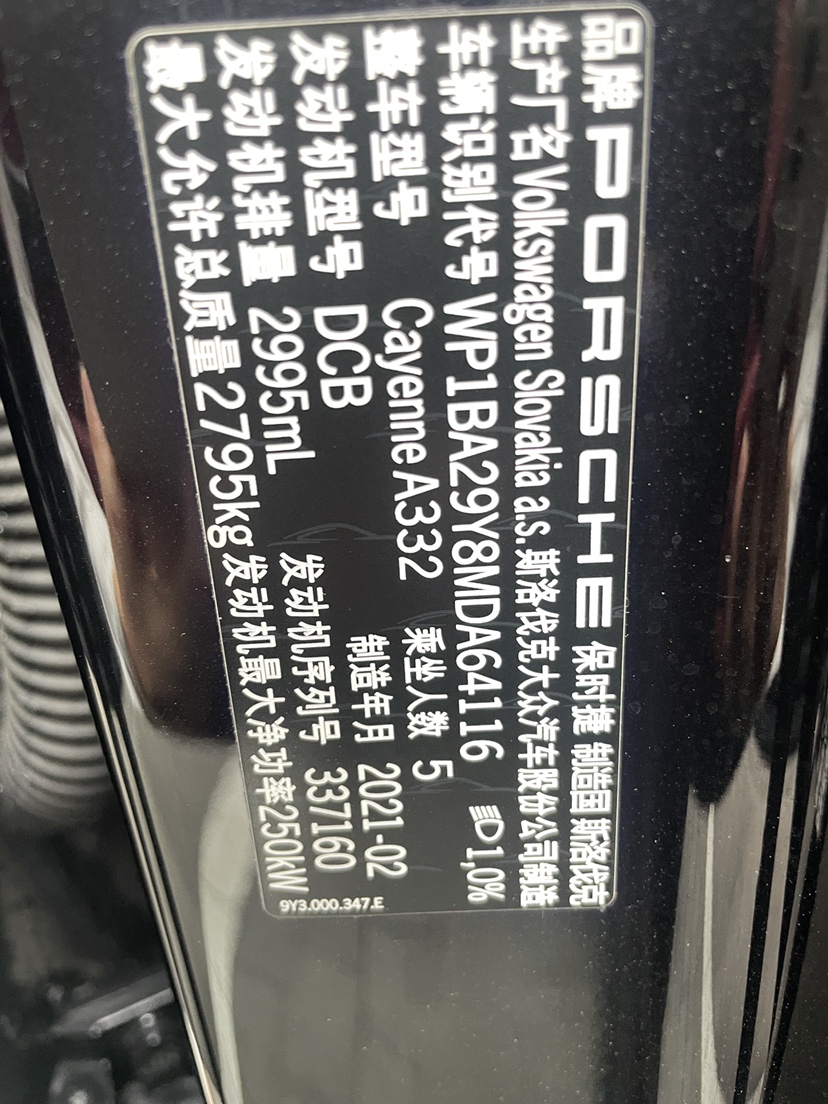 品牌 PORSCHE 保时捷 制造国 斯洛伐克
生产厂名 Volkswagen Slovakia a.s. 斯洛伐克大众汽车股份公司制造
车辆识别代号 WP1BA29Y8MDA64116 1,0%
整车型号 Cayenne A332 乘坐人数 5
发动机型号 DCB 制造年月 2021-02
发动机排量 2995mL 发动机序列号 337160
最大允许总质量 2795kg 发动机最大净功率 250kW
9Y3.000.347.E